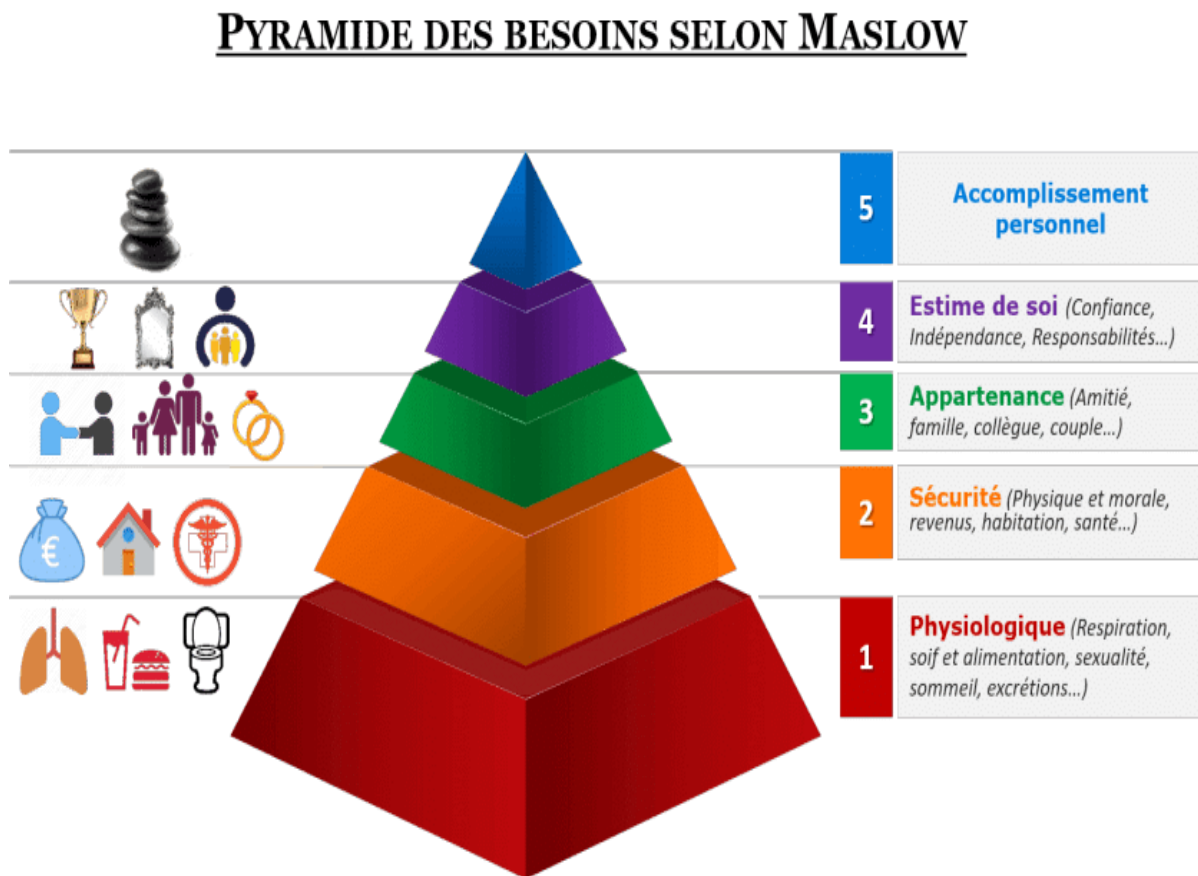 PYRAMIDE DES BESOINS SELON MASLOW
5
Accomplissement
personnel
4
Estime de soi (Confiance,
Indépendance, Responsabilités...)
3
Appartenance (Amitié,
famille, collègue, couple...)
2
Sécurité (Physique et morale,
revenus, habitation, santé...)
€
1
Physiologique (Respiration,
soif et alimentation, sexualité,
sommeil, excrétions...)